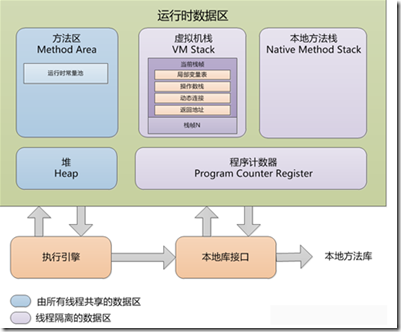 运行时数据区
方法区
Method Area
运行时常量池
虚拟机栈
VM Stack
当前栈帧
局部变量表
操作数栈
动态连接
返回地址
栈帧N
本地方法栈
Native Method Stack
堆
Heap
程序计数器
Program Counter Register
执行引擎
本地库接口
本地方法库
由所有线程共享的数据区
线程隔离的数据区